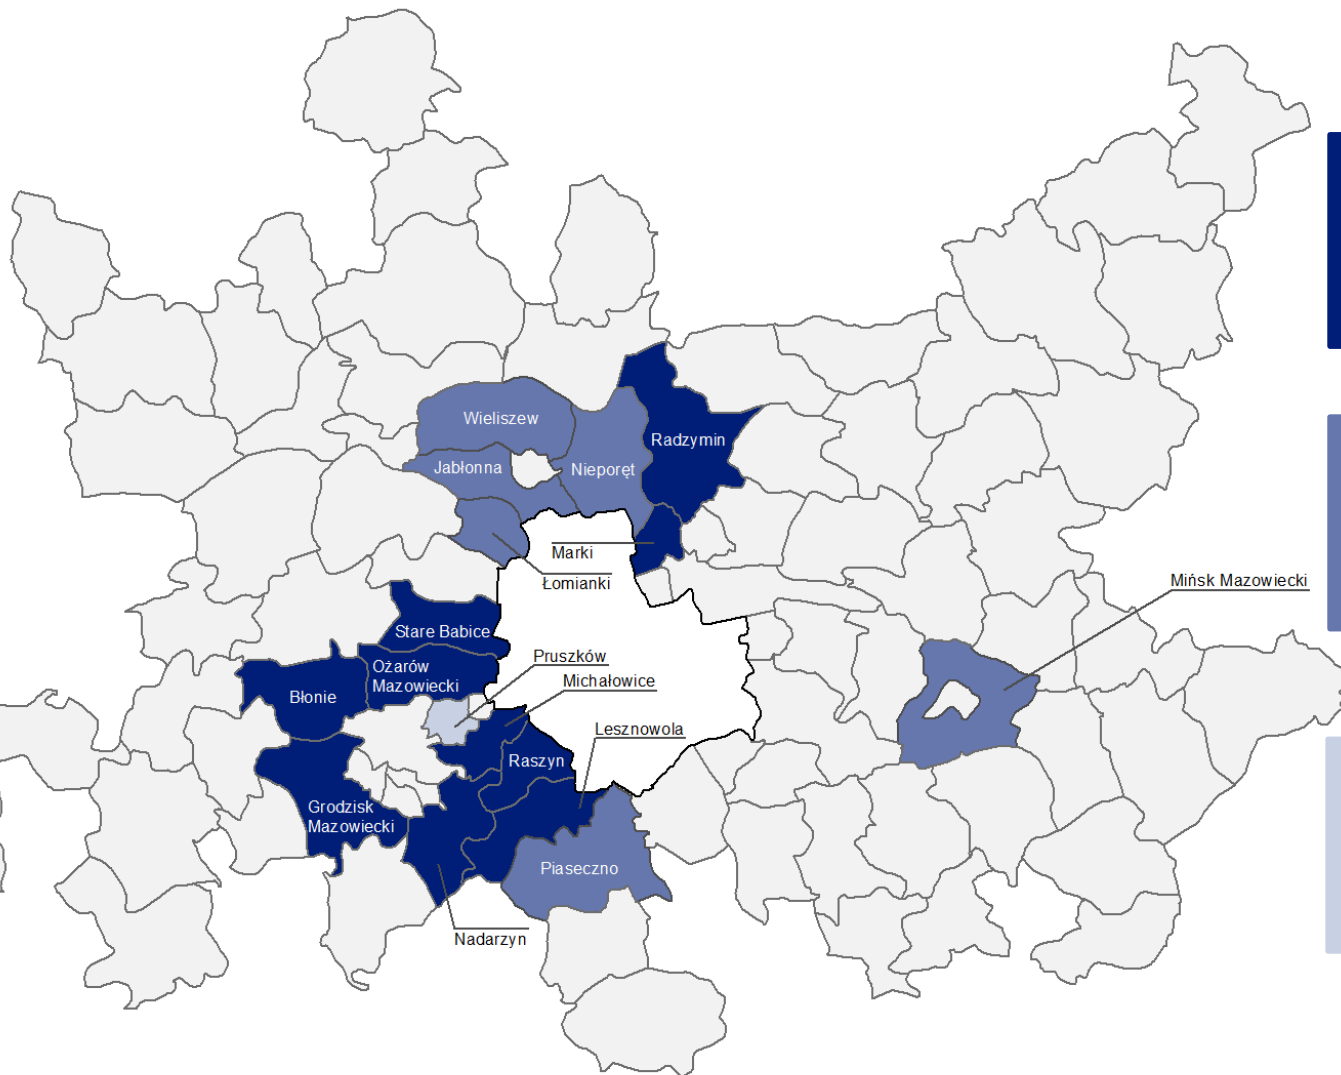 Wieliszew
Radzymin
Jabłonna
Nieporęt
Marki
Łomianki
Mińsk Mazowiecki
Stare Babice
Pruszków
Ożarów
Mazowiecki
Michałowice
Błonie
Lesznowola
Raszyn
Grodzisk
Mazowiecki
Piaseczno
Nadarzyn